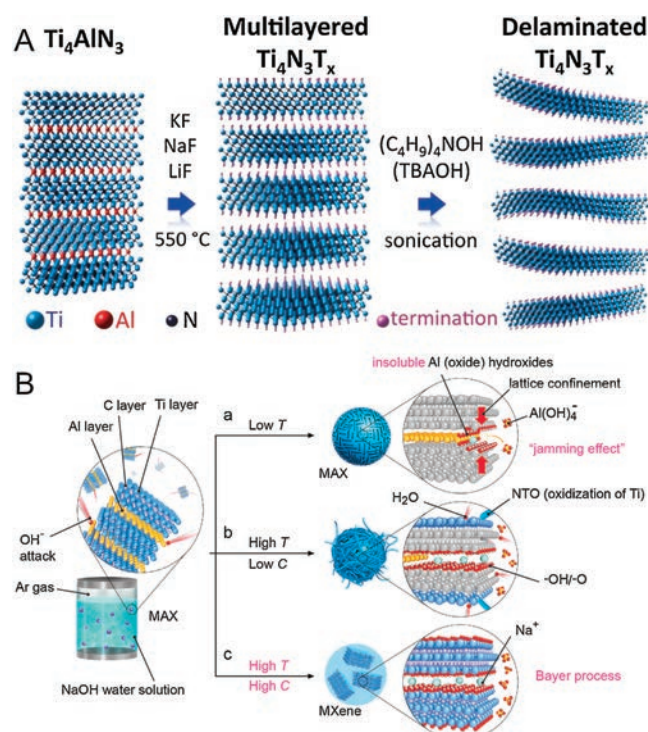 A
Ti₄AlN₃
Multilayered
Ti₄N₃Tₓ
Delaminated
Ti₄N₃Tₓ
KF
NaF
LiF
550 °C
(C₄H₉)₄NOH
(TBAOH)
sonication
Ti
Al
N
termination
B
C layer
Ti layer
Al layer
OH⁻
attack
Ar gas
MAX
NaOH water solution
a
Low T
MAX
insoluble Al (oxide) hydroxides
lattice confinement
Al(OH)₄⁻
"jamming effect"
b
High T
Low C
H₂O
NTO (oxidization of Ti)
-OH/-O
c
High T
High C
MXene
Na⁺
Bayer process